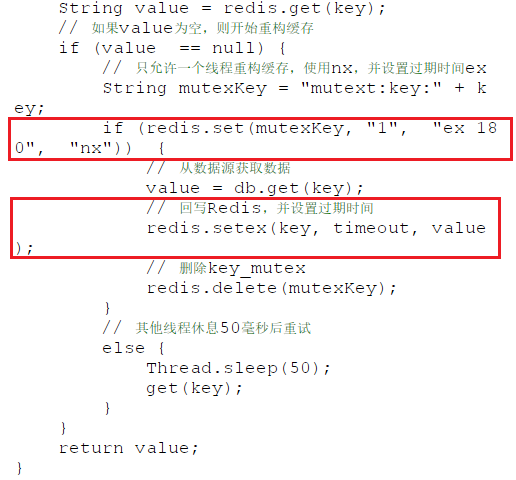 String value = redis.get(key);
// 如果value为空，则开始重构缓存
if (value  == null) {
// 只允许一个线程重构缓存，使用nx，并设置过期时间ex
String mutexKey = "mutext:key:" + k
ey;
if (redis.set(mutexKey, "1",  "ex 18
0",  "nx"))  {
// 从数据源获取数据
value = db.get(key);
// 回写Redis，并设置过期时间
redis.setex(key, timeout, value
);
// 删除key_mutex
redis.delete(mutexKey);
}
// 其他线程休息50毫秒后重试
else {
Thread.sleep(50);
get(key);
}
}
return value;
}